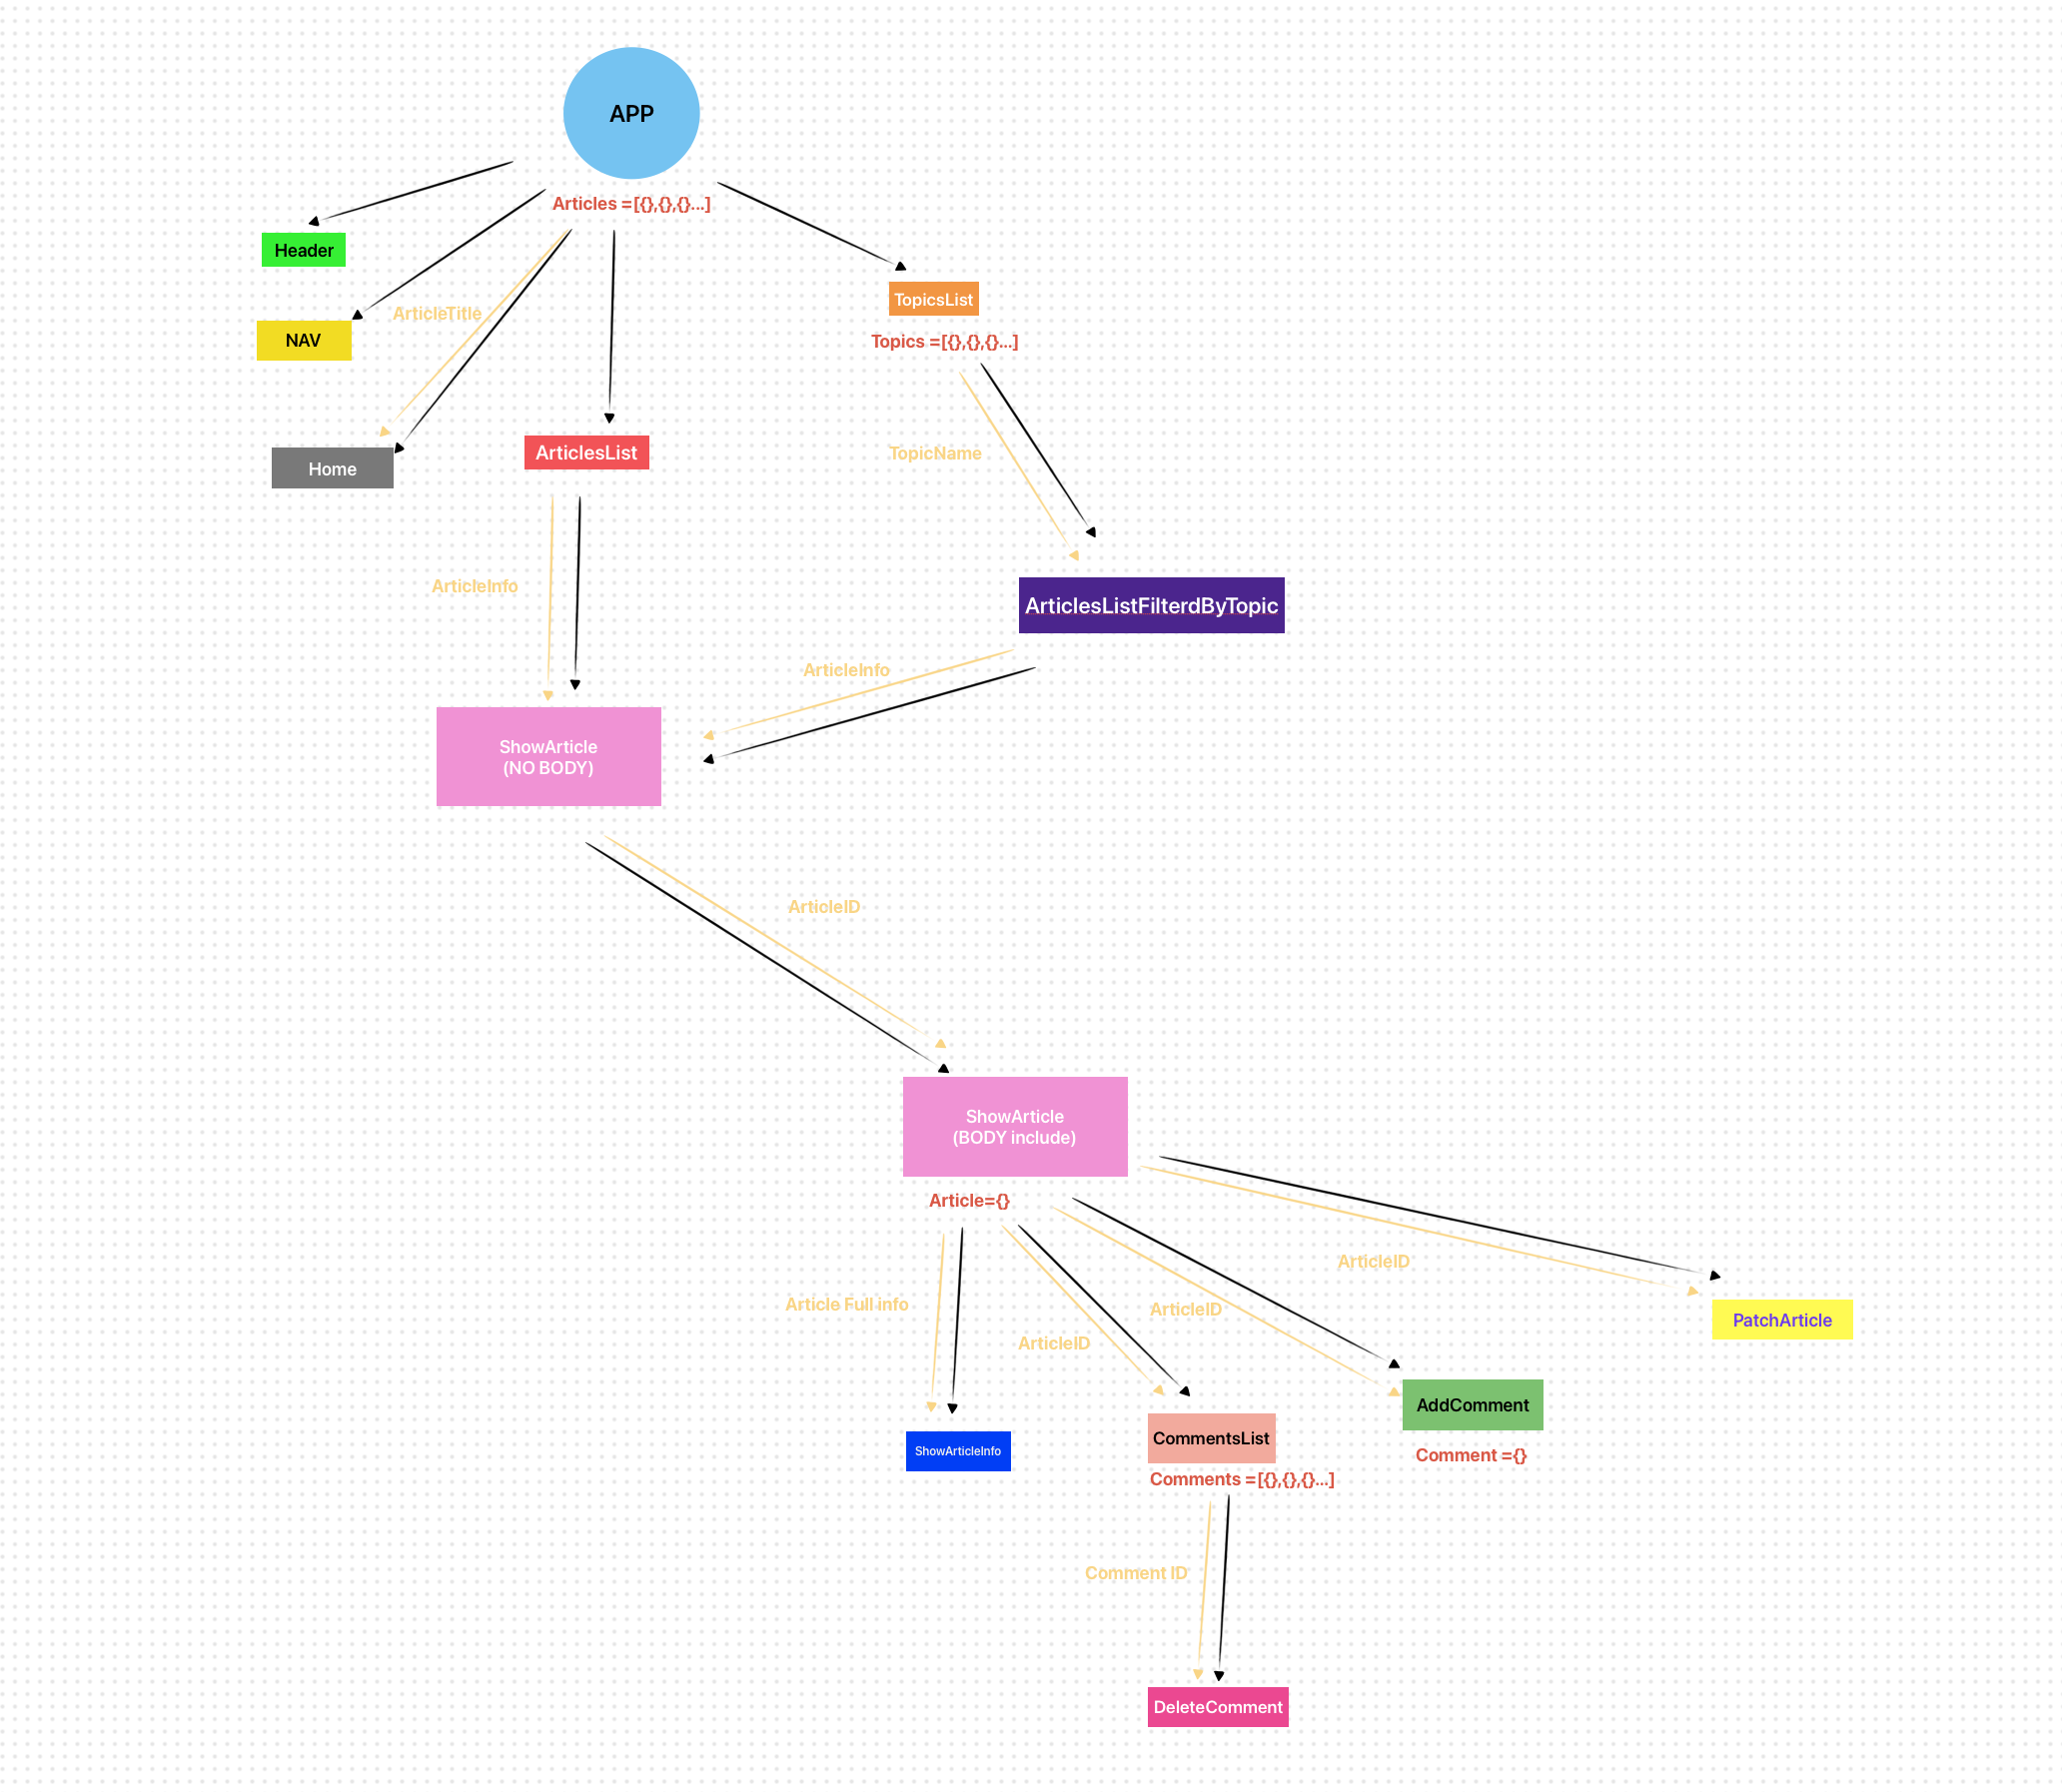 APP
Articles =[{},{},{}...]
Header
TopicsList
ArticleTitle
NAV
Topics =[{},{},{}...]
ArticlesList
TopicName
Home
ArticleInfo
ArticlesListFilterdByTopic
ArticleInfo
ShowArticle
(NO BODY)
ArticleID
ShowArticle
(BODY include)
Article={}
ArticleID
Article Full info
ArticleID
PatchArticle
ArticleID
AddComment
CommentsList
ShowArticleInfo
Comment ={}
Comments =[{},{},{}...]
Comment ID
DeleteComment